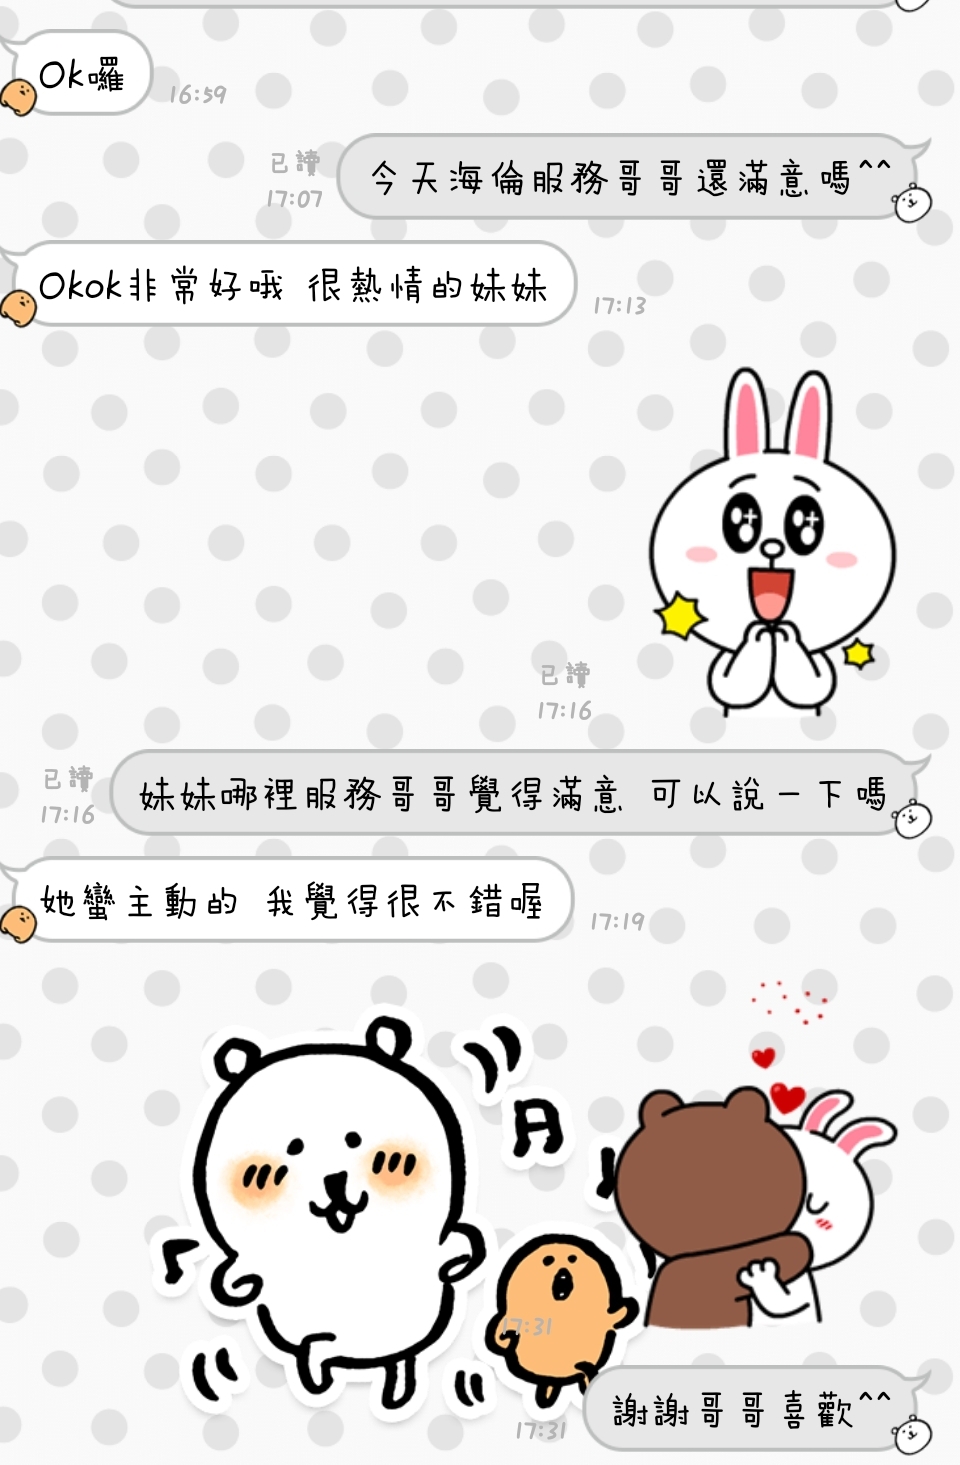 Ok囉
16:59
已讀
17:07
今天海倫服務哥哥還滿意嗎^^
Okok非常好哦 很熱情的妹妹
17:13
已讀
17:16
已讀
17:16
妹妹哪裡服務哥哥覺得滿意 可以說一下嗎
她蠻主動的 我覺得很不錯喔
17:19
17:31
17:31
謝謝哥哥喜歡^^